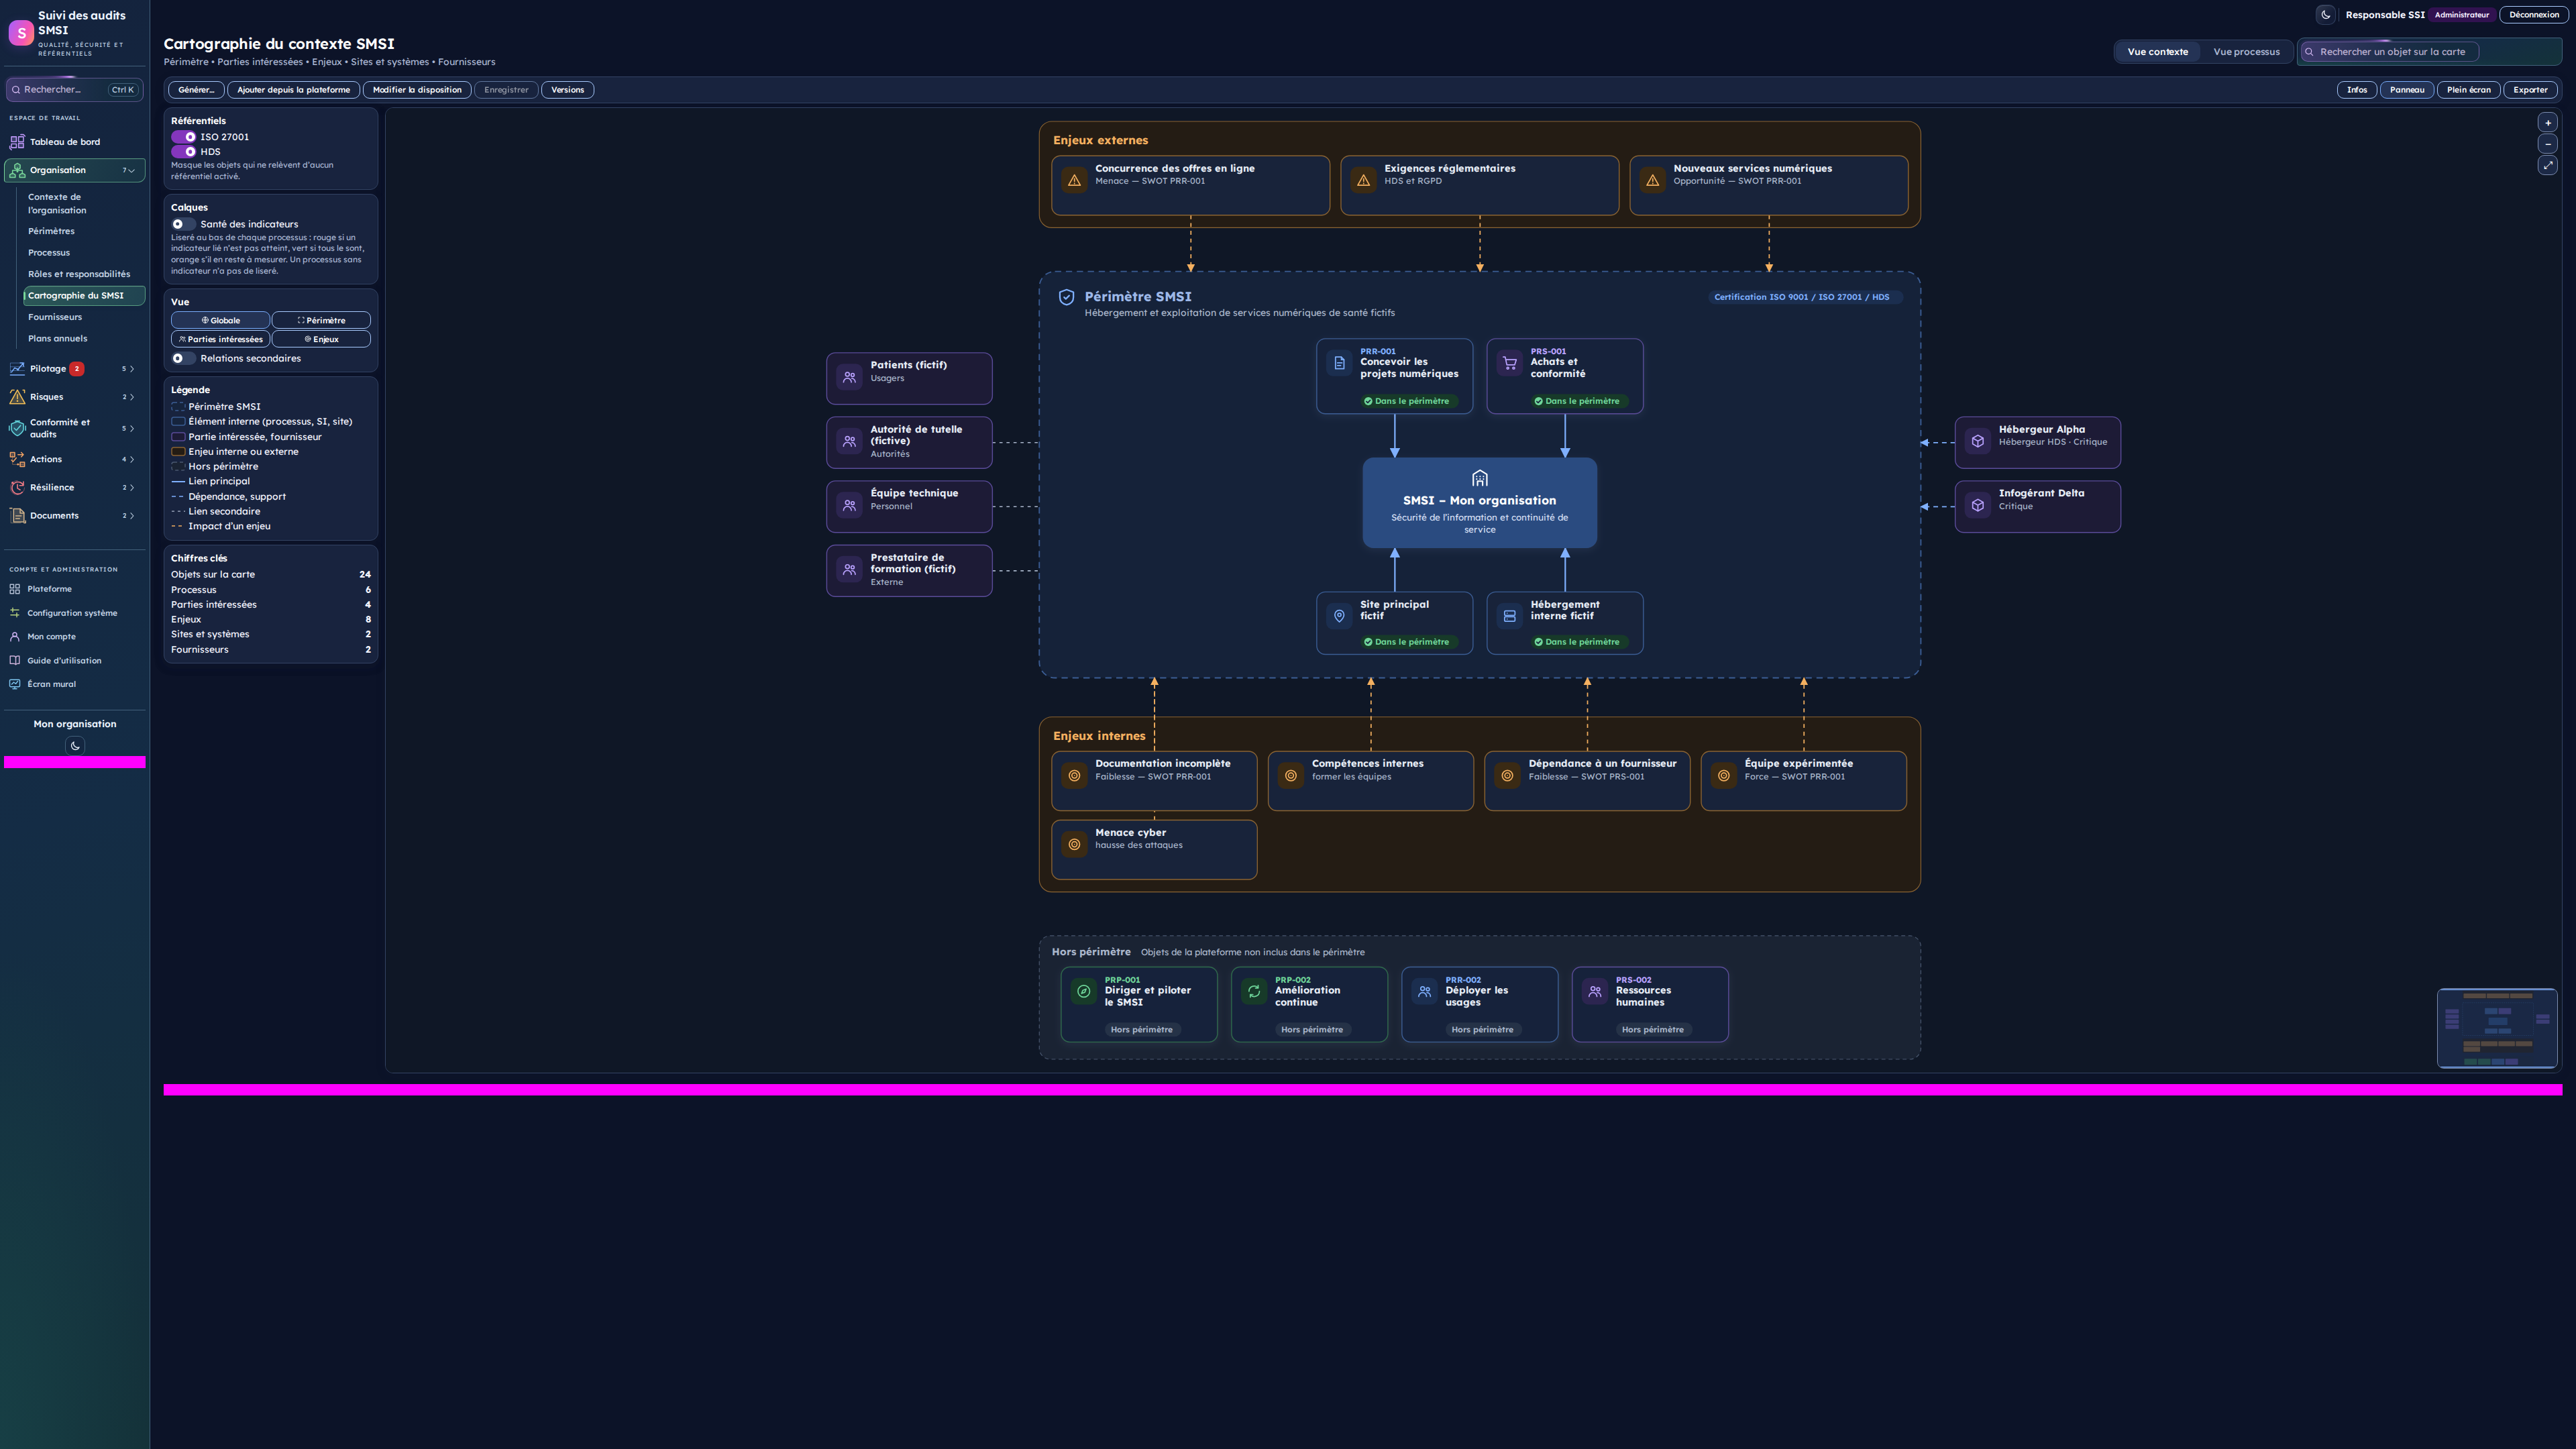 S
Suivi des audits
SMSI
QUALITÉ, SÉCURITÉ ET
RÉFÉRENTIELS
Rechercher...
Ctrl K
ESPACE DE TRAVAIL
Tableau de bord
Organisation
7
Contexte de
l'organisation
Périmètres
Processus
Rôles et responsabilités
Cartographie du SMSI
Fournisseurs
Plans annuels
Pilotage
2
5
Risques
2
Conformité et
audits
5
Actions
4
Résilience
2
Documents
2
COMPTE ET ADMINISTRATION
Plateforme
Configuration système
Mon compte
Guide d'utilisation
Écran mural
Mon organisation
Responsable SSI
Administrateur
Déconnexion
Cartographie du contexte SMSI
Périmètre • Parties intéressées • Enjeux • Sites et systèmes • Fournisseurs
Vue contexte
Vue processus
Rechercher un objet sur la carte
Générer...
Ajouter depuis la plateforme
Modifier la disposition
Enregistrer
Versions
Infos
Panneau
Plein écran
Exporter
Référentiels
ISO 27001
HDS
Masque les objets qui ne relèvent d'aucun
référentiel activé.
Calques
Santé des indicateurs
Liseré au bas de chaque processus : rouge si un
indicateur lié n'est pas atteint, vert si tous le sont,
orange s'il en reste à mesurer. Un processus sans
indicateur n'a pas de liseré.
Vue
Globale
Périmètre
Parties intéressées
Enjeux
Relations secondaires
Légende
Périmètre SMSI
Élément interne (processus, SI, site)
Partie intéressée, fournisseur
Enjeu interne ou externe
Hors périmètre
Lien principal
Dépendance, support
Lien secondaire
Impact d'un enjeu
Chiffres clés
Objets sur la carte 24
Processus 6
Parties intéressées 4
Enjeux 8
Sites et systèmes 2
Fournisseurs 2
Enjeux externes
Concurrence des offres en ligne
Menace — SWOT PRR-001
Exigences réglementaires
HDS et RGPD
Nouveaux services numériques
Opportunité — SWOT PRR-001
+
−
Périmètre SMSI
Hébergement et exploitation de services numériques de santé fictifs
Certification ISO 9001 / ISO 27001 / HDS
Patients (fictif)
Usagers
Autorité de tutelle
(fictive)
Autorités
Équipe technique
Personnel
Prestataire de
formation (fictif)
Externe
PRR-001
Concevoir les
projets numériques
Dans le périmètre
PRS-001
Achats et
conformité
Dans le périmètre
SMSI – Mon organisation
Sécurité de l'information et continuité de
service
Site principal
fictif
Dans le périmètre
Hébergement
interne fictif
Dans le périmètre
Hébergeur Alpha
Hébergeur HDS · Critique
Infogérant Delta
Critique
Enjeux internes
Documentation incomplète
Faiblesse — SWOT PRR-001
Compétences internes
former les équipes
Dépendance à un fournisseur
Faiblesse — SWOT PRS-001
Équipe expérimentée
Force — SWOT PRR-001
Menace cyber
hausse des attaques
Hors périmètre
Objets de la plateforme non inclus dans le périmètre
PRP-001
Diriger et piloter
le SMSI
Hors périmètre
PRP-002
Amélioration
continue
Hors périmètre
PRR-002
Déployer les
usages
Hors périmètre
PRS-002
Ressources
humaines
Hors périmètre